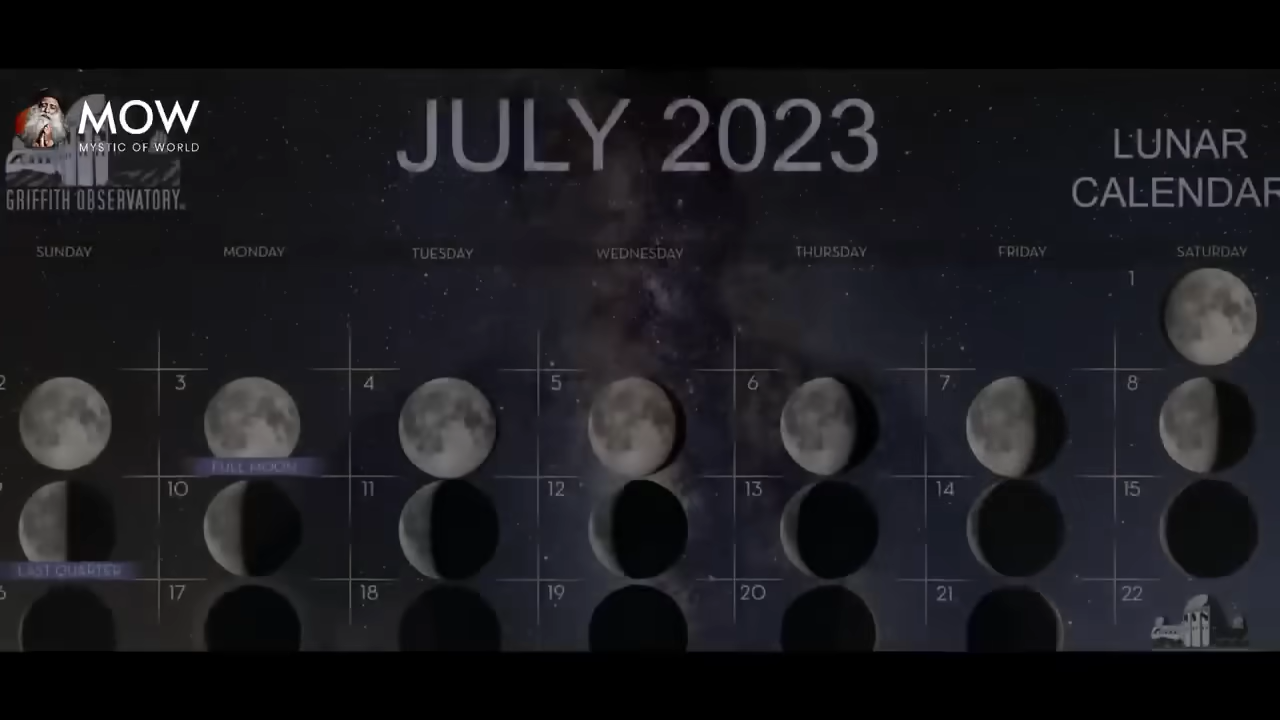 MOW
MYSTIC OF WORLD
GRIFFITH OBSERVATORY
JULY 2023
LUNAR
CALENDAR
SUNDAY MONDAY TUESDAY WEDNESDAY THURSDAY FRIDAY SATURDAY
1
2 3 4 5 6 7 8
FULL MOON
10 11 12 13 14 15
LAST QUARTER
17 18 19 20 21 22